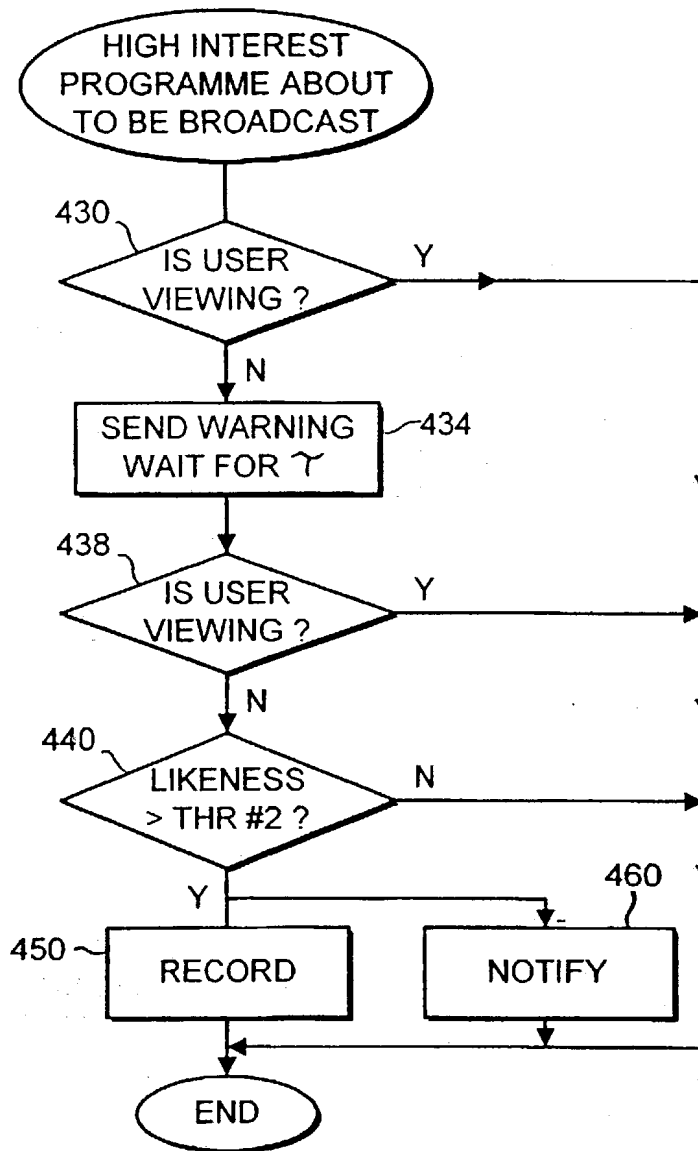 HIGH INTEREST
PROGRAMME ABOUT
TO BE BROADCAST
430
IS USER
VIEWING ?
Y
N
SEND WARNING
WAIT FOR τ
434
438
IS USER
VIEWING ?
Y
N
440
LIKENESS
> THR #2 ?
N
Y
460
450
RECORD
NOTIFY
END